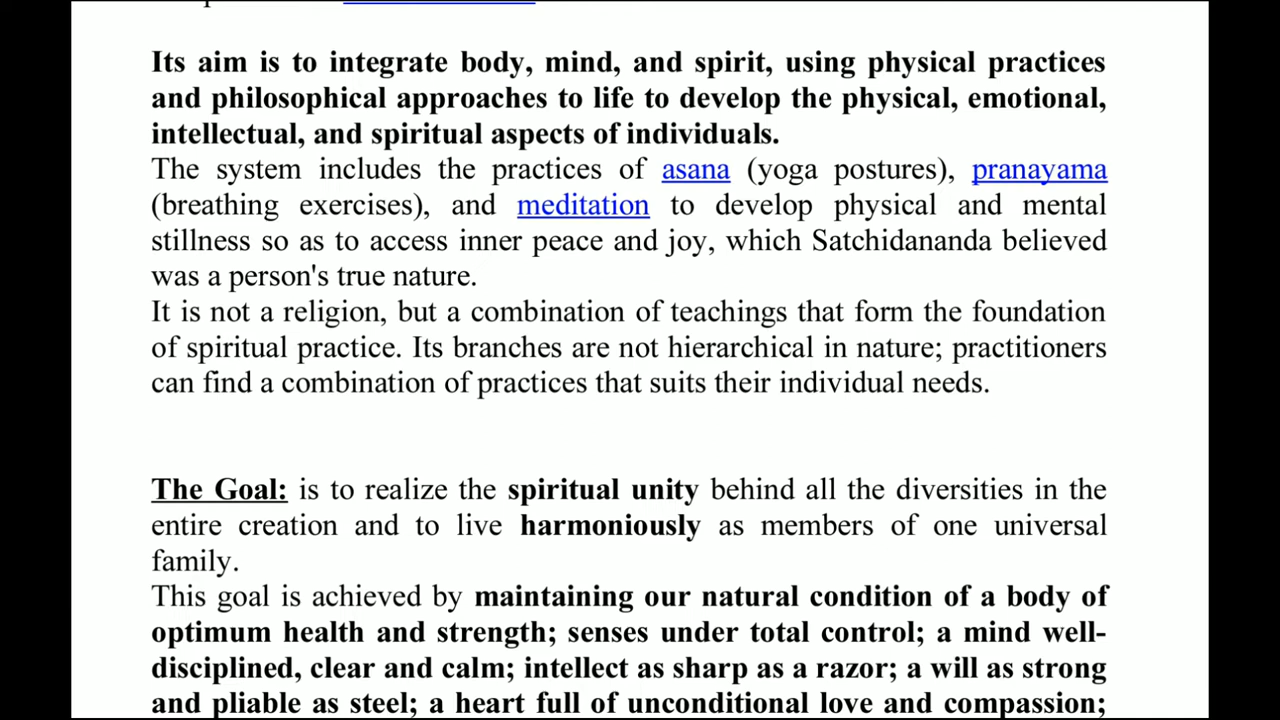 Its aim is to integrate body, mind, and spirit, using physical practices
and philosophical approaches to life to develop the physical, emotional,
intellectual, and spiritual aspects of individuals.
The system includes the practices of asana (yoga postures), pranayama
(breathing exercises), and meditation to develop physical and mental
stillness so as to access inner peace and joy, which Satchidananda believed
was a person's true nature.
It is not a religion, but a combination of teachings that form the foundation
of spiritual practice. Its branches are not hierarchical in nature; practitioners
can find a combination of practices that suits their individual needs.
The Goal: is to realize the spiritual unity behind all the diversities in the
entire creation and to live harmoniously as members of one universal
family.
This goal is achieved by maintaining our natural condition of a body of
optimum health and strength; senses under total control; a mind well-
disciplined, clear and calm; intellect as sharp as a razor; a will as strong
and pliable as steel; a heart full of unconditional love and compassion;